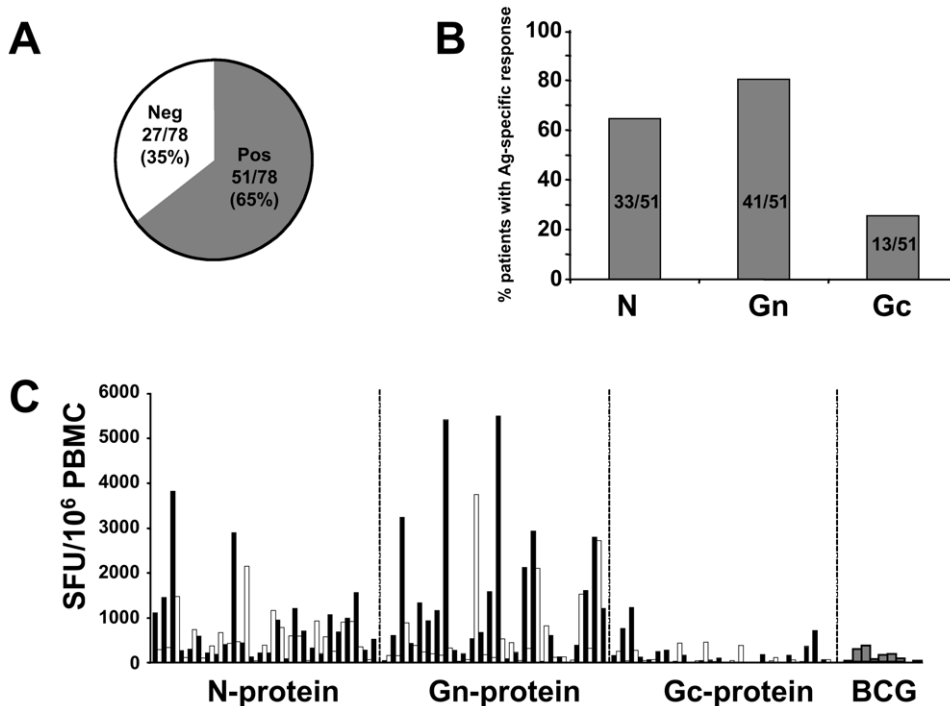 A
Neg
27/78
(35%)
Pos
51/78
(65%)
B
% patients with Ag-specific response
100
80
60
40
20
0
33/51
41/51
13/51
N
Gn
Gc
C
SFU/10⁶ PBMC
6000
5000
4000
3000
2000
1000
0
N-protein
Gn-protein
Gc-protein
BCG